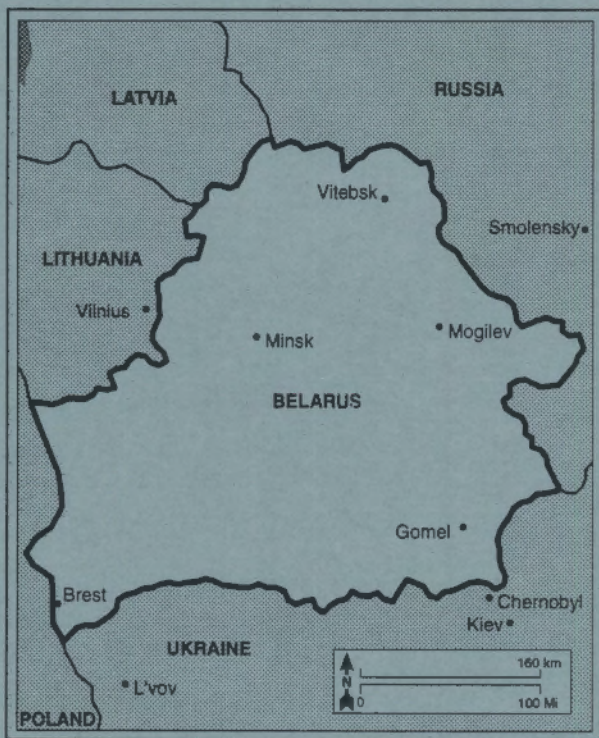 LATVIA
RUSSIA
Vitebsk
Smolensky
LITHUANIA
Vilnius
Minsk
Mogilev
BELARUS
Gomel
Brest
Chernobyl
Kiev
UKRAINE
160 km
N
L'vov
0
100 Mi
POLAND